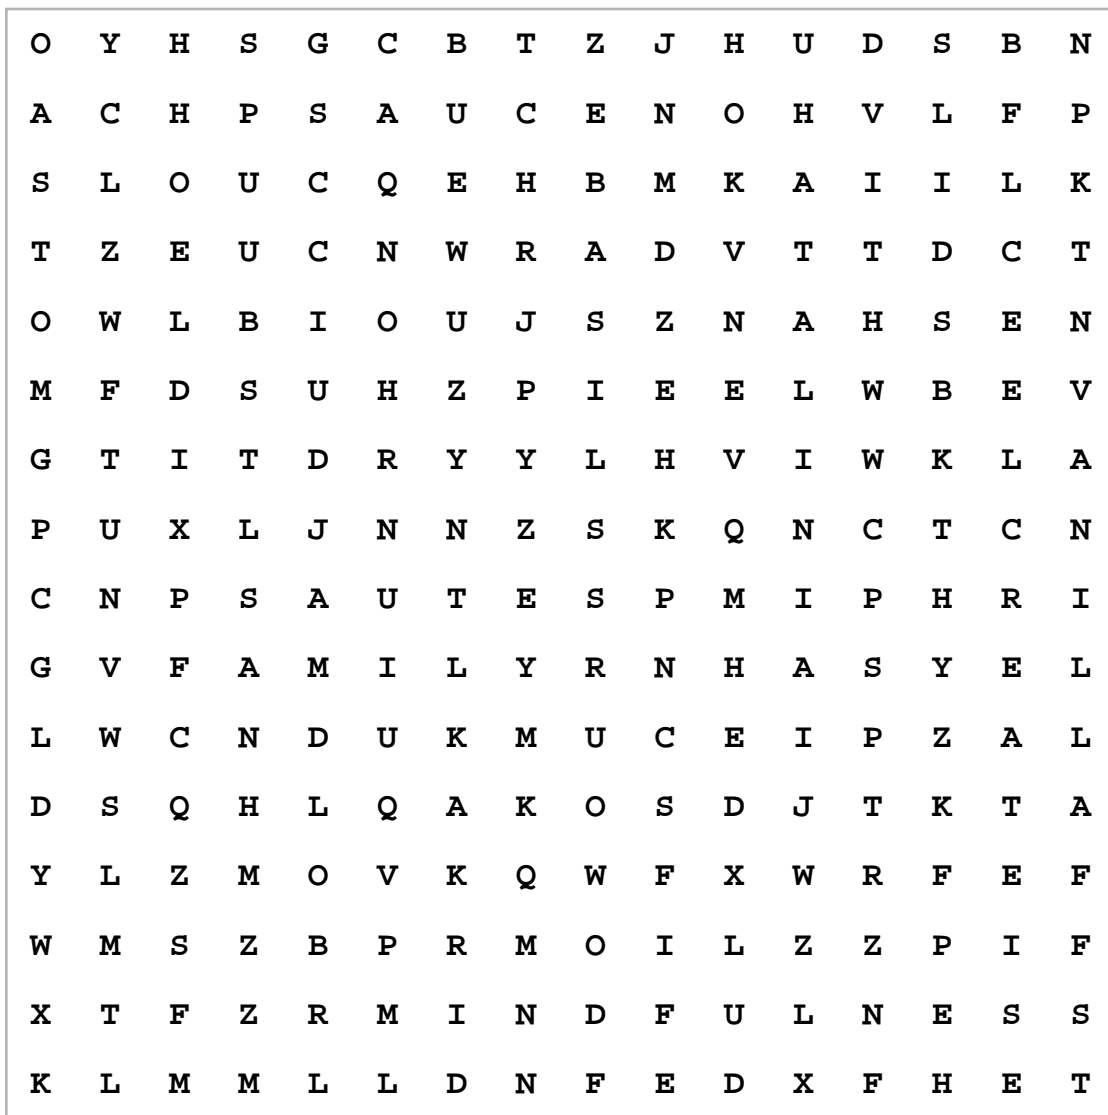 O Y H S G C B T Z J H U D S B N
A C H P S A U C E N O H V L F P
S L O U C Q E H B M K A I I L K
T Z E U C N W R A D V T T D C T
O W L B I O U J S Z N A H S E N
M F D S U H Z P I E E L W B E V
G T I T D R Y Y L H V I W K L A
P U X L J N N Z S K Q N C T C N
C N P S A U T E S P M I P H R I
G V F A M I L Y R N H A S Y E L
L W C N D U K M U C E I P Z A L
D S Q H L Q A K O S D J T K T A
Y L Z M O V K Q W F X W R F E F
W M S Z B P R M O I L Z Z P I F
X T F Z R M I N D F U L N E S S
K L M M L L D N F E D X F H E T